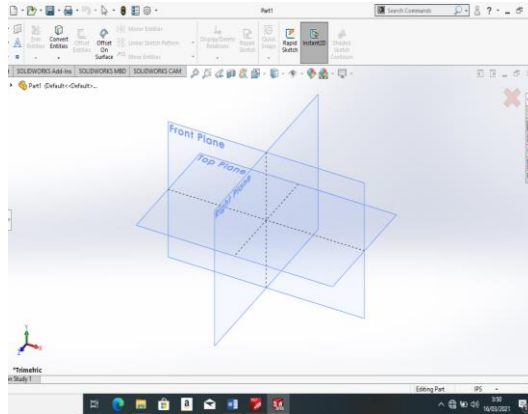 Part1
Search Commands
Trim Entities
Convert Entities
Offset Entities
Offset On Surface
Mirror Entities
Linear Sketch Pattern
Move Entities
Display/Delete Relations
Repair Sketch
Quick Snaps
Rapid Sketch
Instant2D
Shaded Sketch Contours
SOLIDWORKS Add-Ins
SOLIDWORKS MBD
SOLIDWORKS CAM
Part1 (Default<<Default>...
Front Plane
Top Plane
Right Plane
*Trimetric
on Study 1
Editing Part
IPS
3:50
16/03/2021